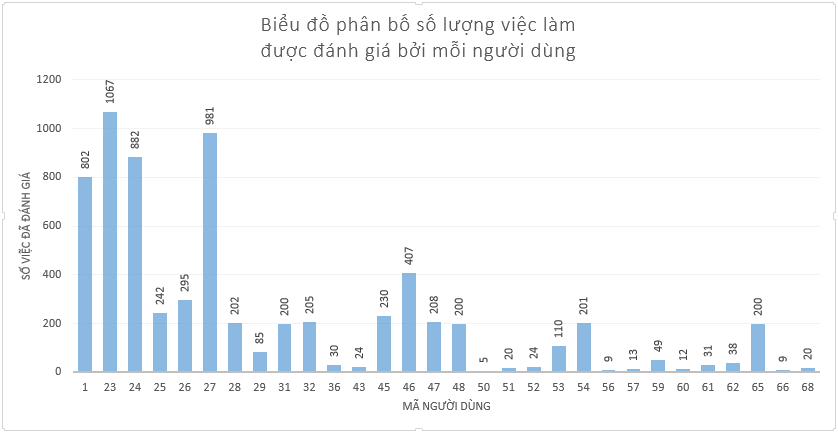 Biểu đồ phân bố số lượng việc làm
được đánh giá bởi mỗi người dùng
SỐ VIỆC ĐÃ ĐÁNH GIÁ
1200
1000
800
600
400
200
0
802 1067 882 242 295 981 202 85 200 205 30 24 230 407 208 200 5 20 24 110 201 9 13 49 12 31 38 200 9 20
1 23 24 25 26 27 28 29 31 32 36 43 45 46 47 48 50 51 52 53 54 56 57 59 60 61 62 65 66 68
MÃ NGƯỜI DÙNG